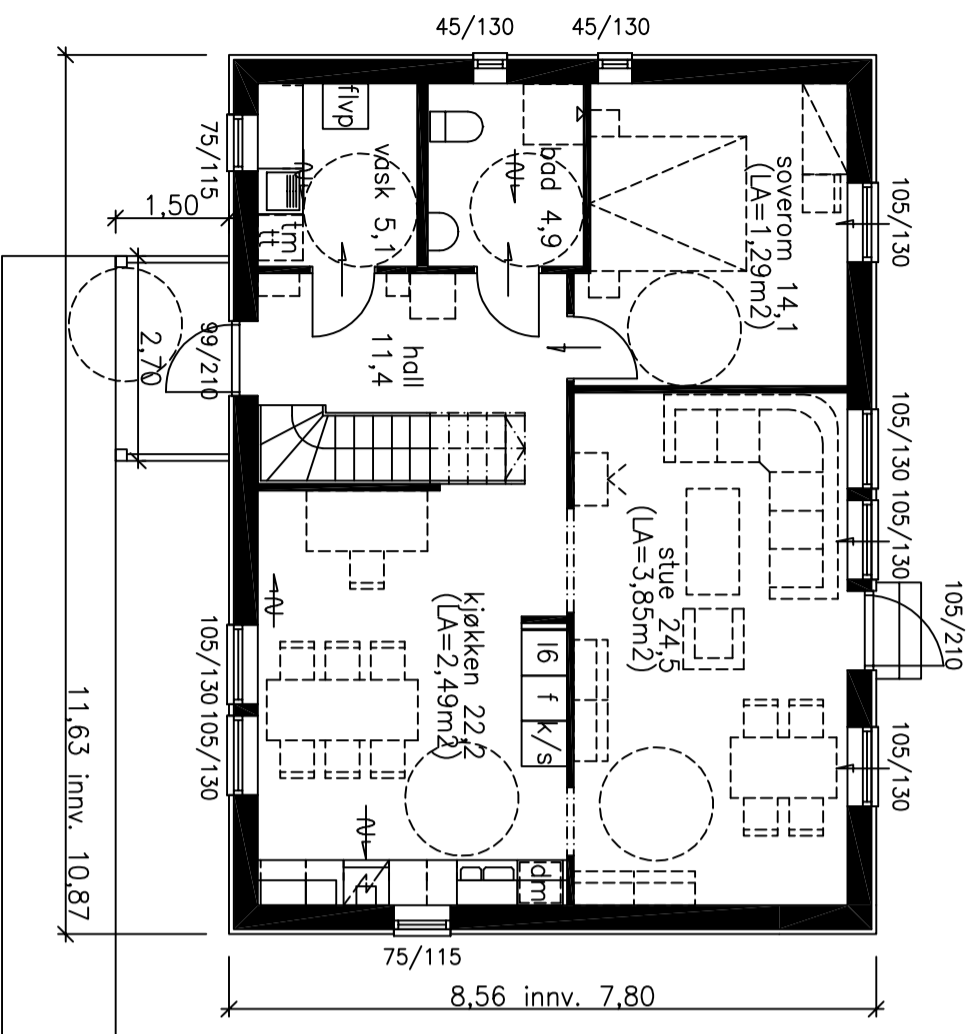 45/130
45/130
flvp
vask 5,1
tm
tt
bad 4,9
soverom 14,1
(LA=1,29m2)
75/115
1,50
105/130
99/210
2,70
hall
11,4
105/130
105/130
stue 24,5
(LA=3,85m2)
105/210
kjøkken 22,2
(LA=2,49m2)
16
f
k/s
105/130
105/130
105/130
dm
11,63 innv. 10,87
75/115
8,56 innv. 7,80